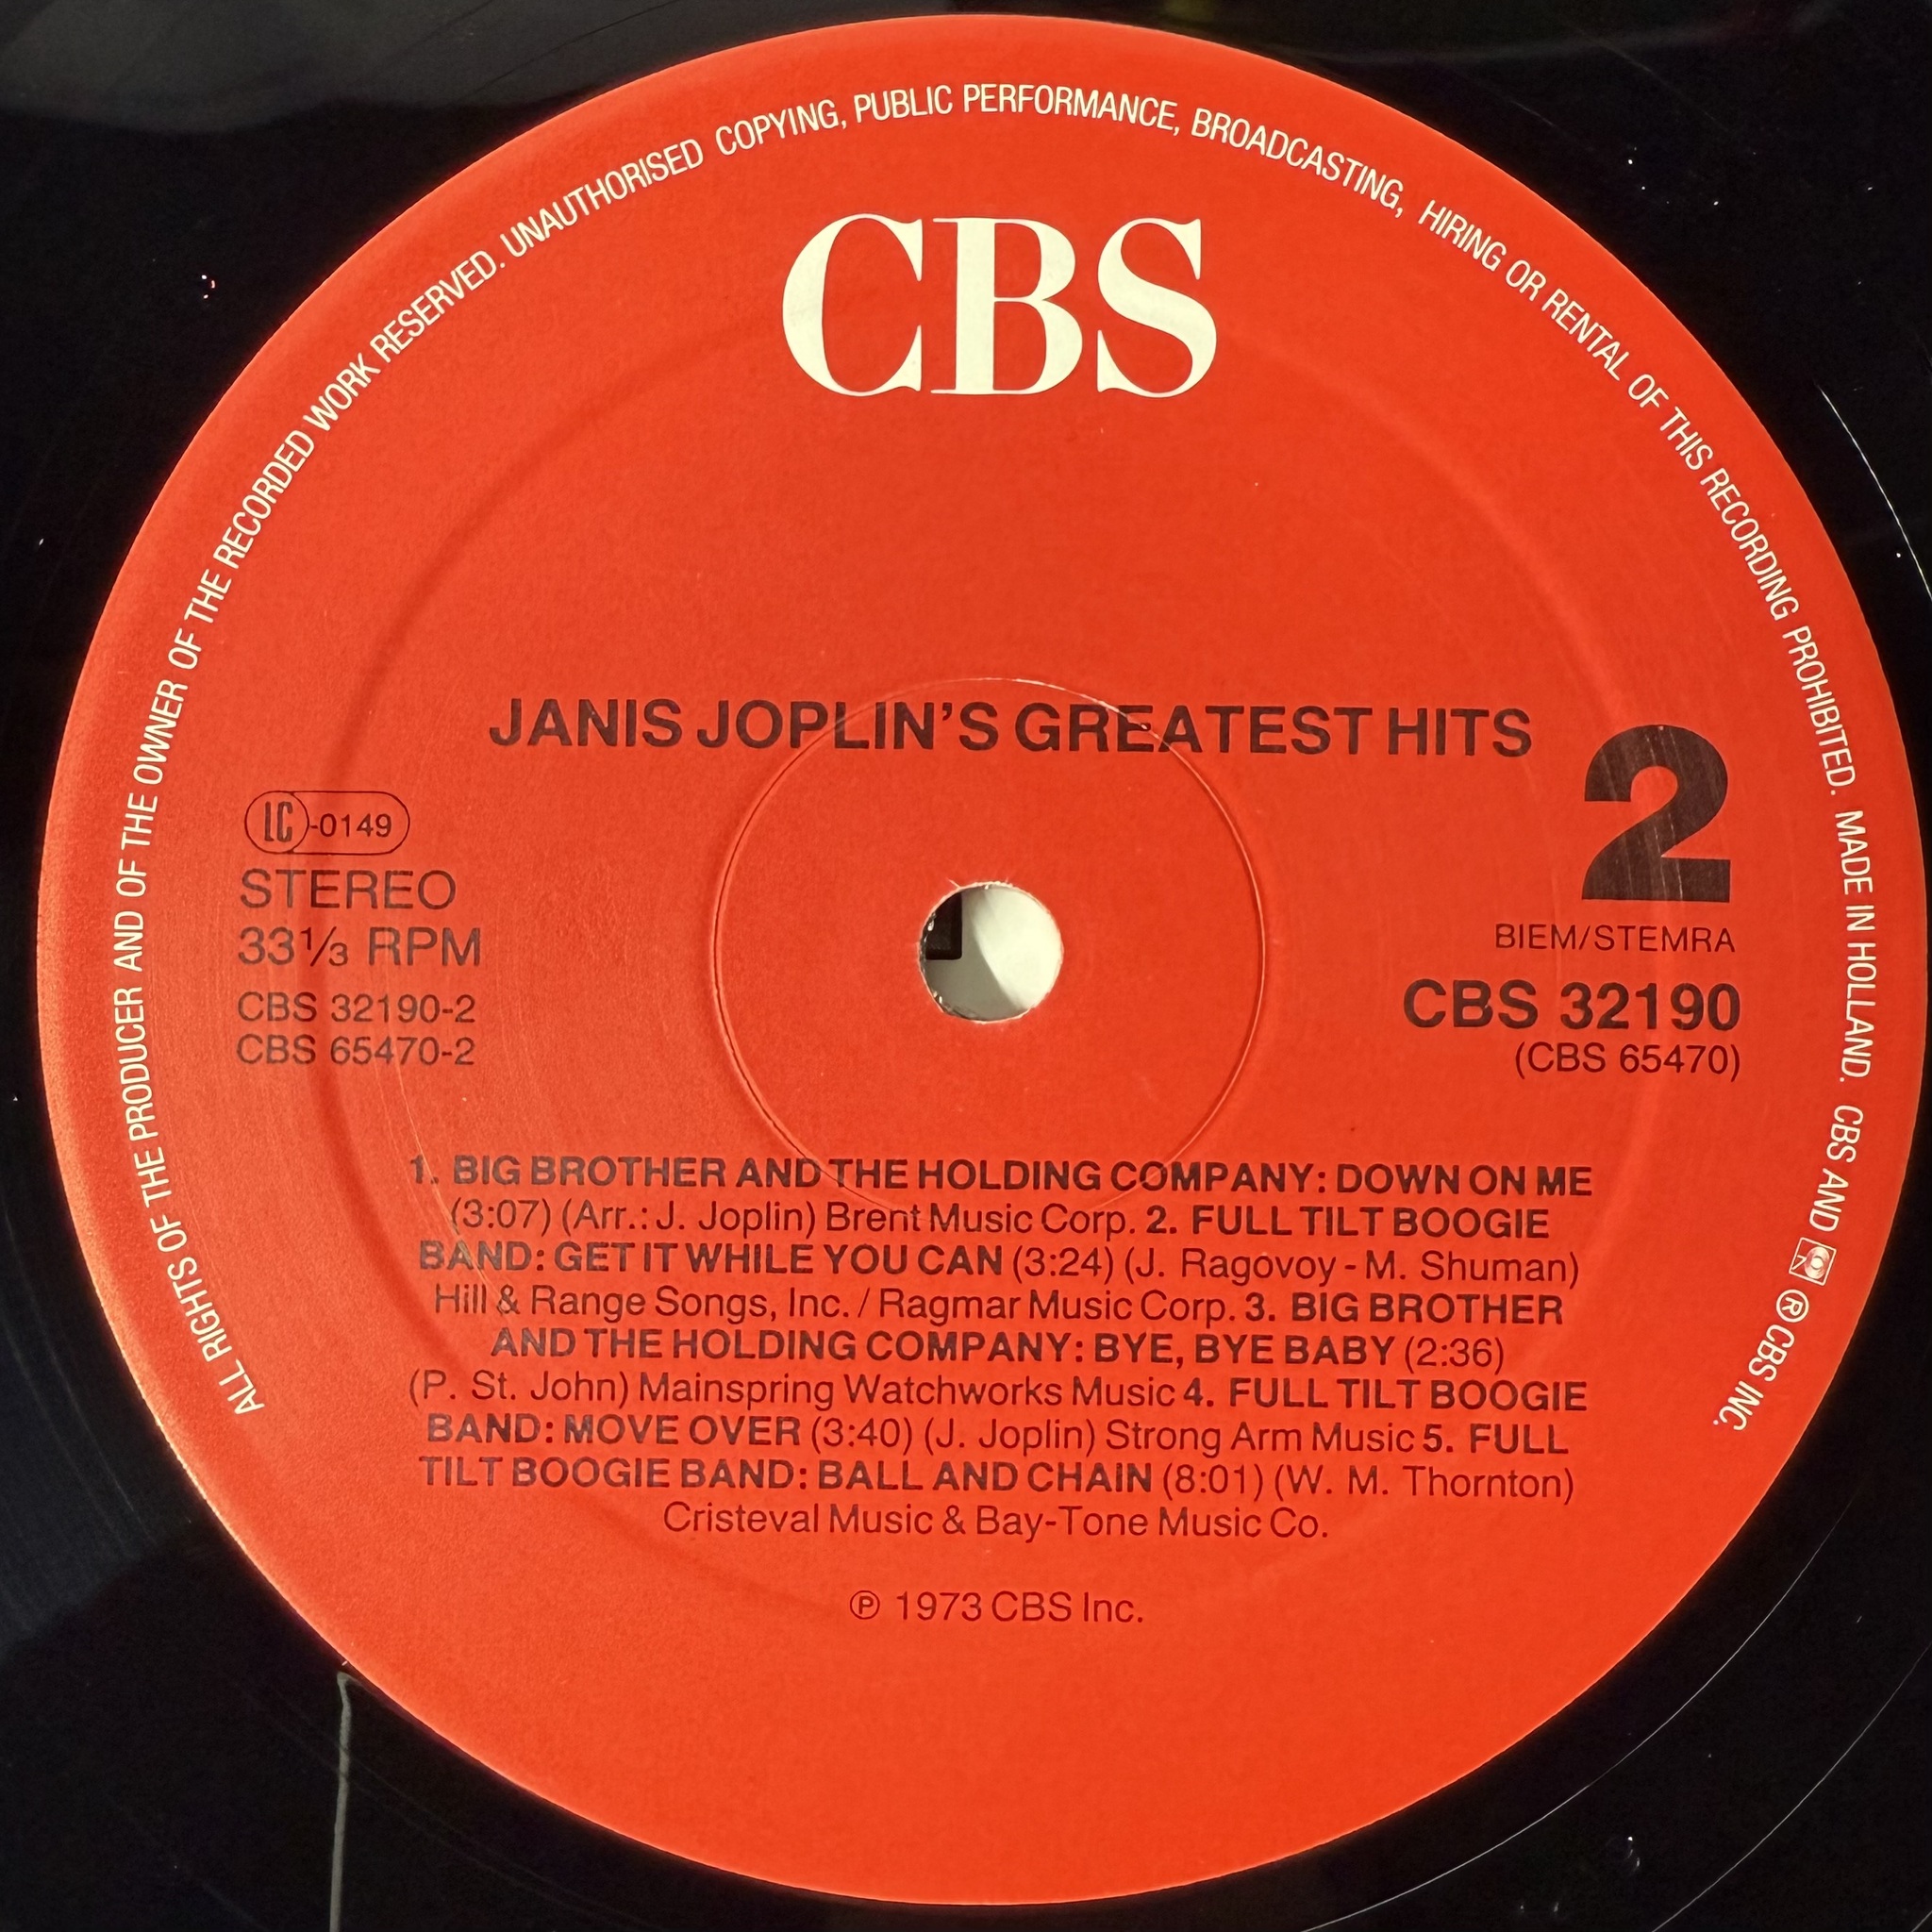 ALL RIGHTS OF THE PRODUCER AND OF THE OWNER OF THE RECORDED WORK RESERVED. UNAUTHORISED COPYING, PUBLIC PERFORMANCE, BROADCASTING, HIRING OR RENTAL OF THIS RECORDING PROHIBITED. MADE IN HOLLAND. CBS AND ® CBS INC.
CBS
JANIS JOPLIN'S GREATEST HITS
2
LC-0149
STEREO
33⅓ RPM
CBS 32190-2
CBS 65470-2
BIEM/STEMRA
CBS 32190
(CBS 65470)
1. BIG BROTHER AND THE HOLDING COMPANY: DOWN ON ME
(3:07) (Arr.: J. Joplin) Brent Music Corp. 2. FULL TILT BOOGIE
BAND: GET IT WHILE YOU CAN (3:24) (J. Ragovoy - M. Shuman)
Hill & Range Songs, Inc. / Ragmar Music Corp. 3. BIG BROTHER
AND THE HOLDING COMPANY: BYE, BYE BABY (2:36)
(P. St. John) Mainspring Watchworks Music 4. FULL TILT BOOGIE
BAND: MOVE OVER (3:40) (J. Joplin) Strong Arm Music 5. FULL
TILT BOOGIE BAND: BALL AND CHAIN (8:01) (W. M. Thornton)
Cristeval Music & Bay-Tone Music Co.
℗ 1973 CBS Inc.